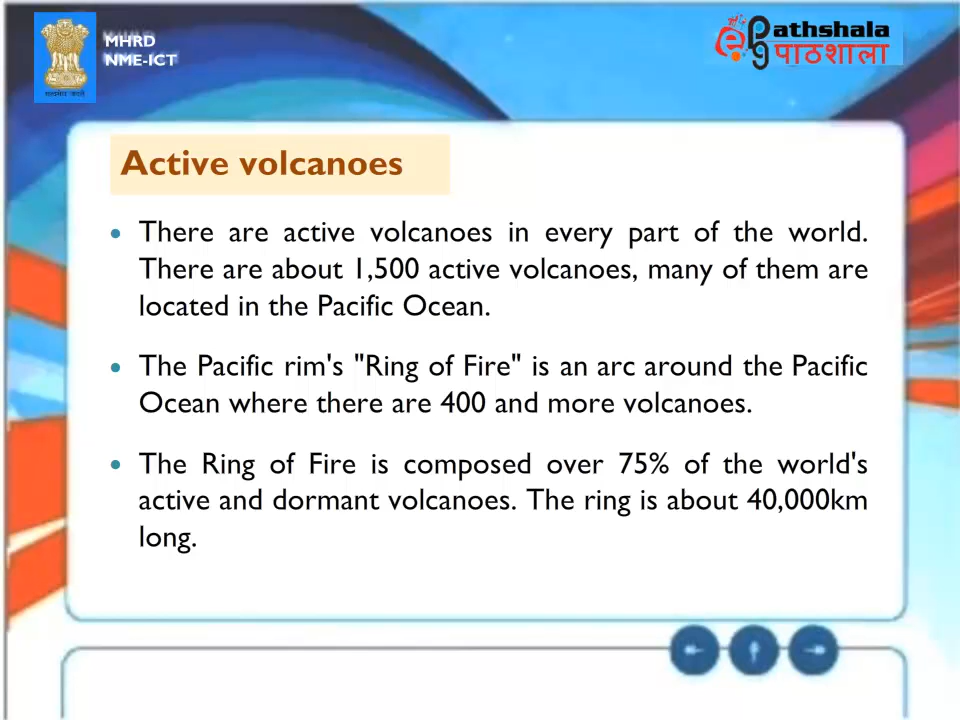 MHRD
NME-ICT
ePathshala
पाठशाला
Active volcanoes
There are active volcanoes in every part of the world.
There are about 1,500 active volcanoes, many of them are
located in the Pacific Ocean.
The Pacific rim's "Ring of Fire" is an arc around the Pacific
Ocean where there are 400 and more volcanoes.
The Ring of Fire is composed over 75% of the world's
active and dormant volcanoes. The ring is about 40,000km
long.